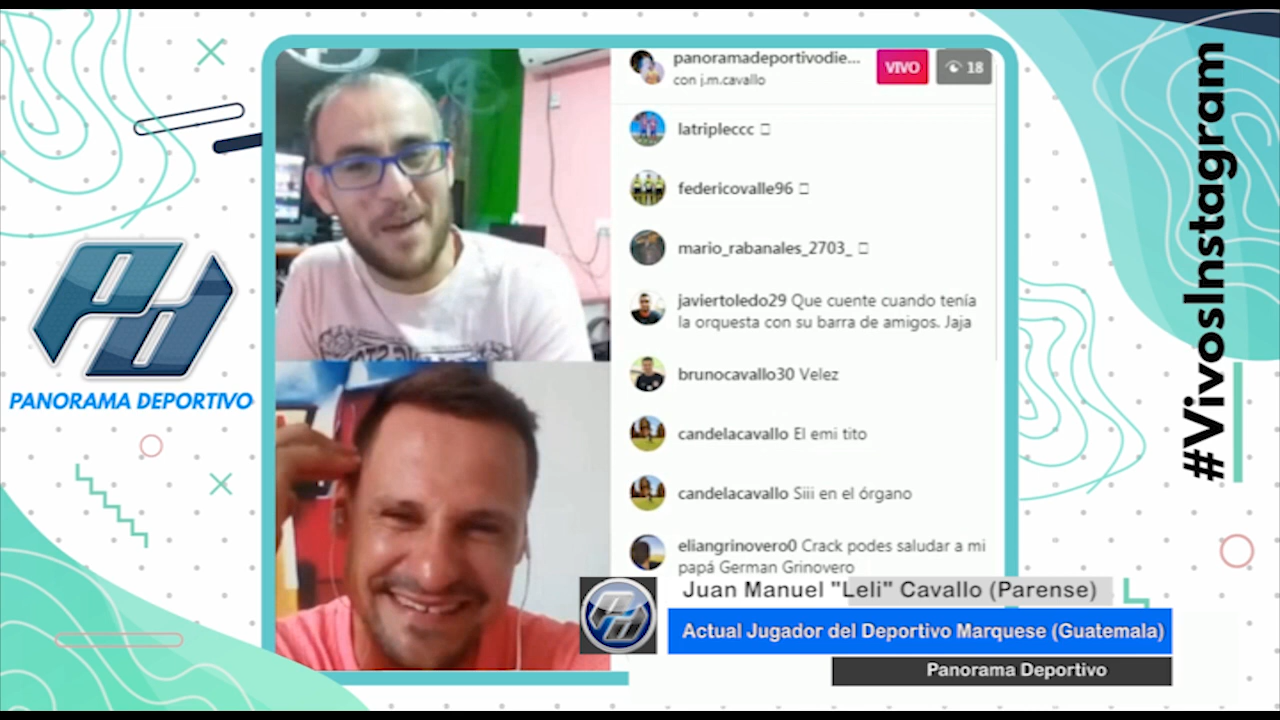 panoramadeportivodie...
con j.m.cavallo
VIVO
18
latripleccc
federicovalle96
mario_rabanales_2703_
javiertoledo29 Que cuente cuando tenía
la orquesta con su barra de amigos. Jaja
brunocavallo30 Velez
candelacavallo El emi tito
candelacavallo Siii en el órgano
eliangrinovero0 Crack podes saludar a mi
papá German Grinovero
PD
PANORAMA DEPORTIVO
#VivosInstagram
PD
Juan Manuel "Leli" Cavallo (Parense)
Actual Jugador del Deportivo Marquese (Guatemala)
Panorama Deportivo